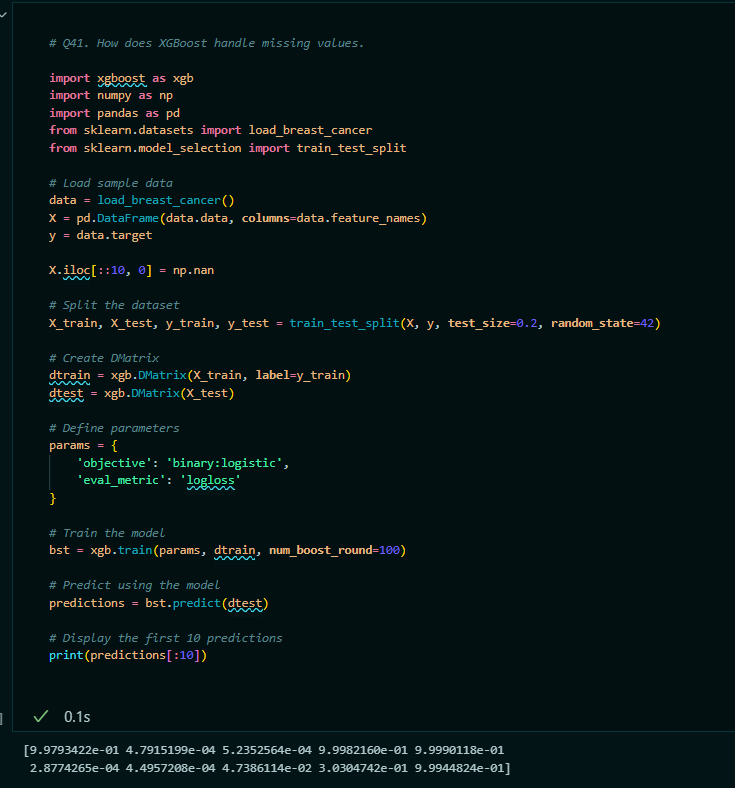 # Q41. How does XGBoost handle missing values.
import xgboost as xgb
import numpy as np
import pandas as pd
from sklearn.datasets import load_breast_cancer
from sklearn.model_selection import train_test_split
# Load sample data
data = load_breast_cancer()
X = pd.DataFrame(data.data, columns=data.feature_names)
y = data.target
X.iloc[::10, 0] = np.nan
# Split the dataset
X_train, X_test, y_train, y_test = train_test_split(X, y, test_size=0.2, random_state=42)
# Create DMatrix
dtrain = xgb.DMatrix(X_train, label=y_train)
dtest = xgb.DMatrix(X_test)
# Define parameters
params = {
    'objective': 'binary:logistic',
    'eval_metric': 'logloss'
}
# Train the model
bst = xgb.train(params, dtrain, num_boost_round=100)
# Predict using the model
predictions = bst.predict(dtest)
# Display the first 10 predictions
print(predictions[:10])
] ✓ 0.1s
[9.9793422e-01 4.7915199e-04 5.2352564e-04 9.9982160e-01 9.9990118e-01
 2.8774265e-04 4.4957208e-04 4.7386114e-02 3.0304742e-01 9.9944824e-01]